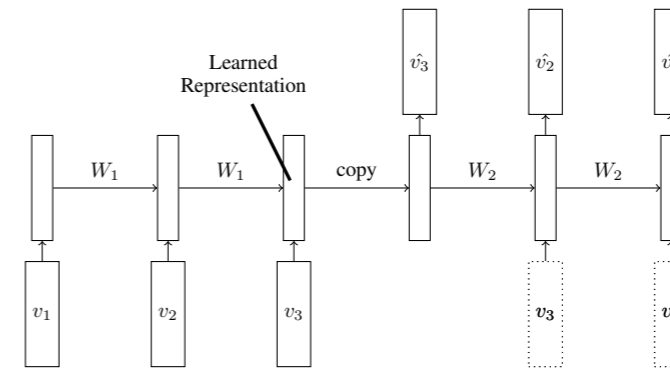 v̂₃ v̂₂ v̂
Learned
Representation
W₁ W₁ copy W₂ W₂
v₁ v₂ v₃ v₃ v